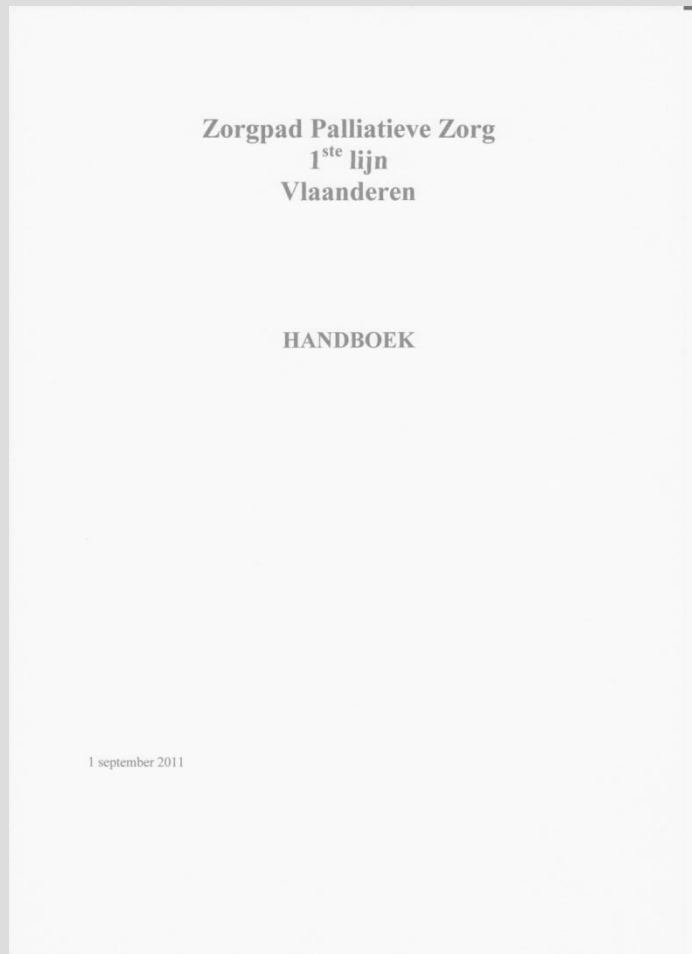 Zorgpad Palliatieve Zorg
1ste lijn
Vlaanderen
HANDBOEK
1 september 2011